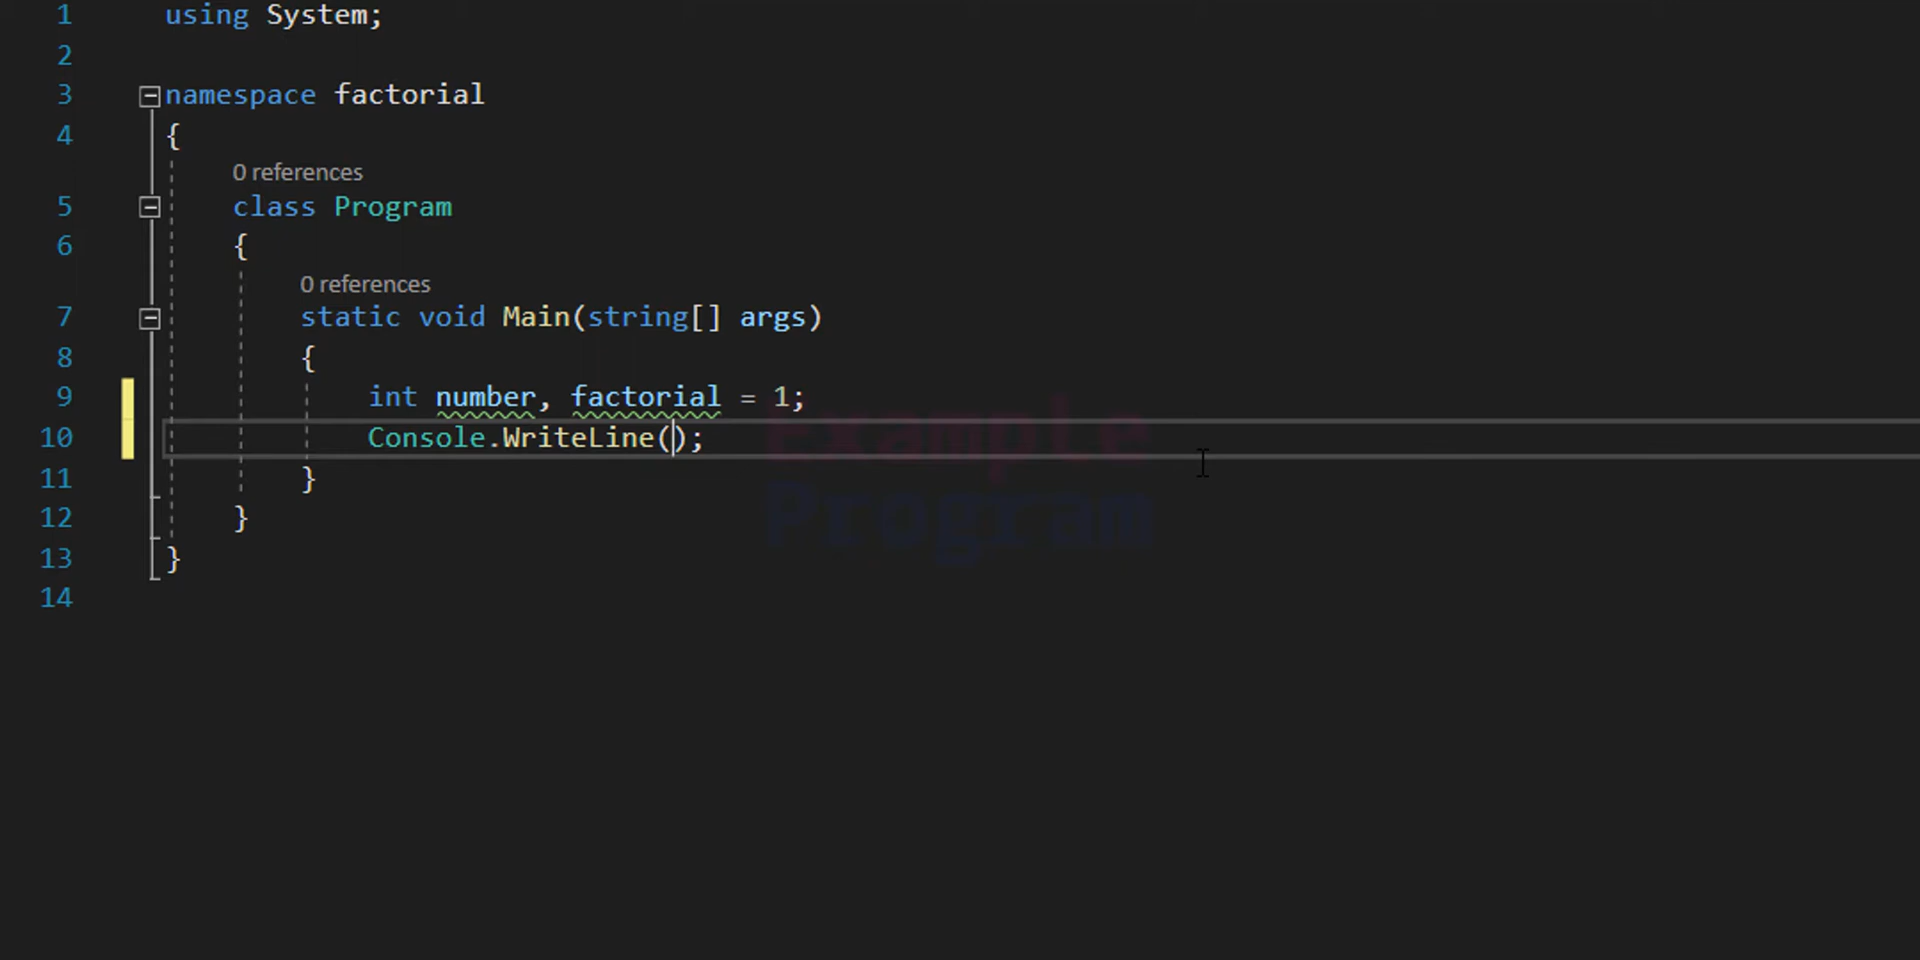 1 using System;
2
3 namespace factorial
4 {
0 references
5 class Program
6 {
0 references
7 static void Main(string[] args)
8 {
9 int number, factorial = 1;
10 Console.WriteLine();
11 }
12 }
13 }
14
Example
Program